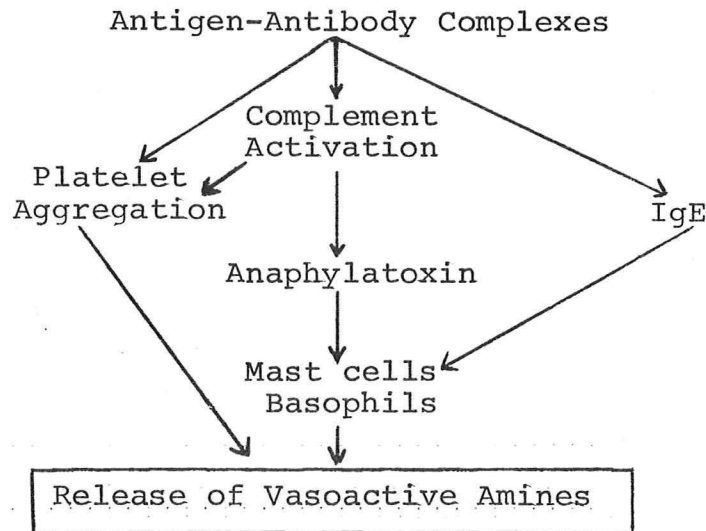 Antigen-Antibody Complexes
Complement
Activation
Platelet
Aggregation
IgE
Anaphylatoxin
Mast cells
Basophils
Release of Vasoactive Amines